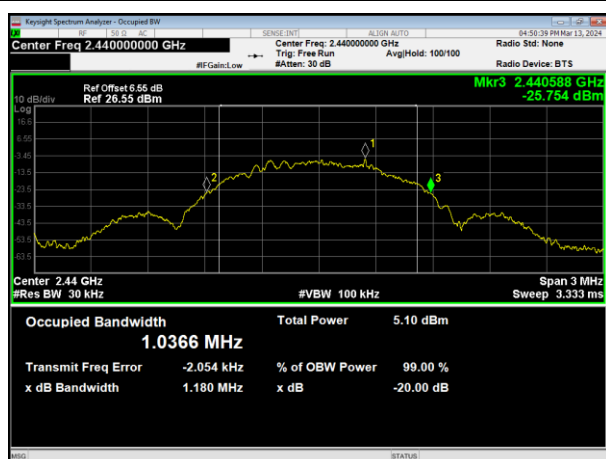 Keysight Spectrum Analyzer - Occupied BW
RF 50 Ω AC SENSE:INT ALIGN AUTO 04:50:39 PM Mar 13, 2024
Center Freq 2.440000000 GHz Center Freq: 2.440000000 GHz Radio Std: None
Trig: Free Run Avg|Hold: 100/100
#IFGain:Low #Atten: 30 dB Radio Device: BTS
Mkr3 2.440588 GHz
Ref Offset 6.55 dB
10 dB/div Ref 26.55 dBm -25.754 dBm
Log
16.6
6.55
-3.45
1
-13.5
2 3
-23.5
-33.5
-43.5
-53.5
-63.5
Center 2.44 GHz Span 3 MHz
#Res BW 30 kHz #VBW 100 kHz Sweep 3.333 ms
Occupied Bandwidth Total Power 5.10 dBm
1.0366 MHz
Transmit Freq Error -2.054 kHz % of OBW Power 99.00 %
x dB Bandwidth 1.180 MHz x dB -20.00 dB
MSG STATUS